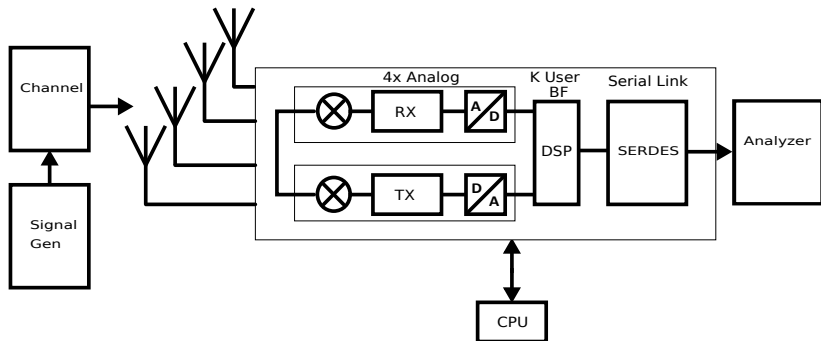 4x Analog
K User
BF
Serial Link
Channel
RX
A
D
DSP
SERDES
Analyzer
TX
D
A
Signal
Gen
CPU